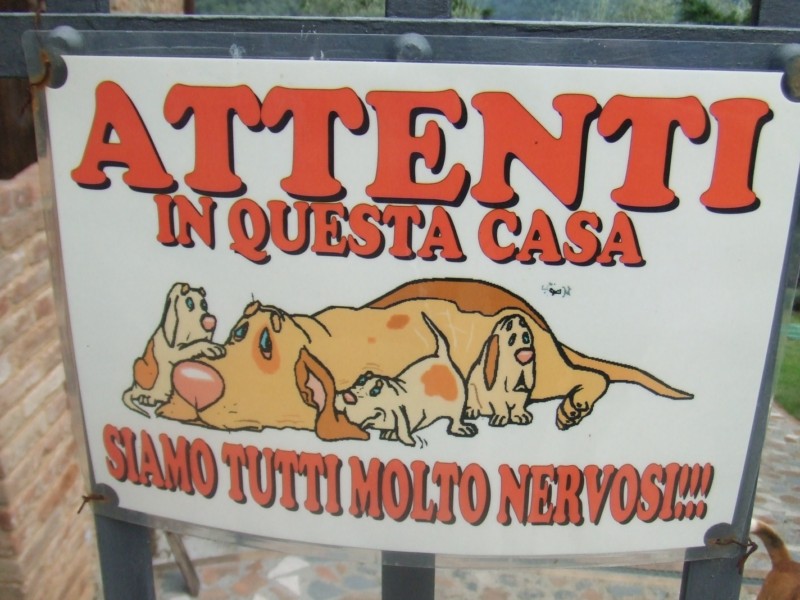 ATTENTI
IN QUESTA CASA
SIAMO TUTTI MOLTO NERVOSI!!!